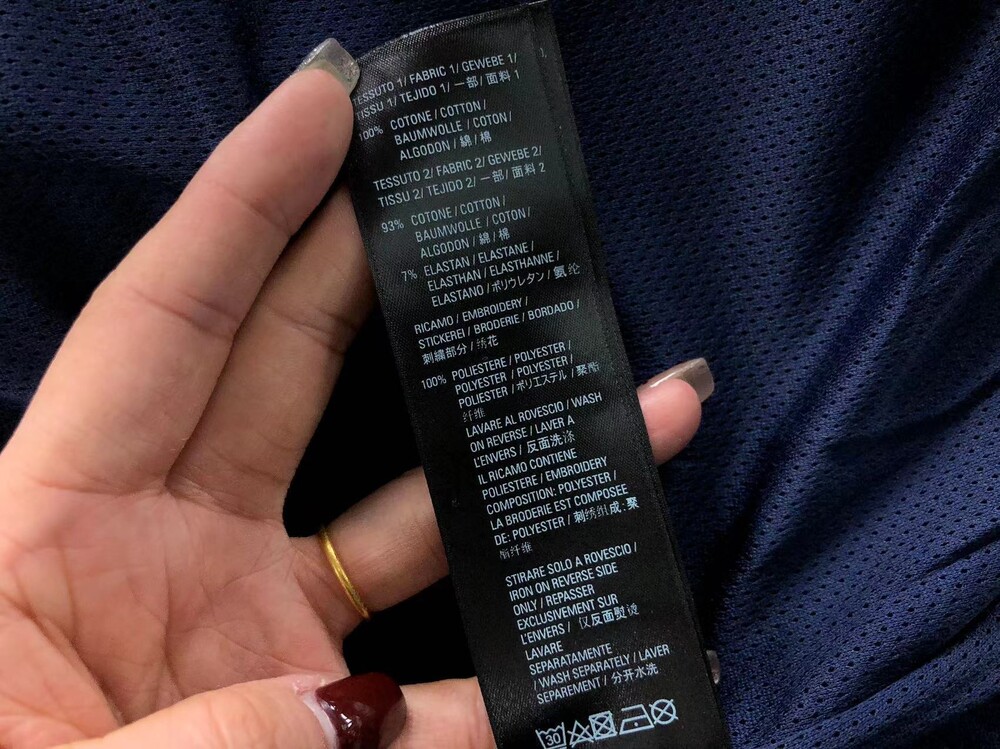 TESSUTO 1/ FABRIC 1/ GEWEBE 1/
TISSU 1/ TEJIDO 1/ 一部/ 面料 1
100% COTONE / COTTON /
BAUMWOLLE / COTON/
ALGODON / 綿/ 棉
TESSUTO 2/ FABRIC 2/ GEWEBE 2/
TISSU 2/ TEJIDO 2/ 一部/ 面料 2
93% COTONE / COTTON /
BAUMWOLLE / COTON/
ALGODON / 綿/ 棉
7% ELASTAN / ELASTANE /
ELASTHAN / ELASTHANNE /
ELASTANO / ポリウレタン / 氨纶
RICAMO / EMBROIDERY /
STICKEREI / BRODERIE / BORDADO /
刺繍部分 / 绣花
100% POLIESTERE / POLYESTER /
POLYESTER / POLYESTER /
POLIESTER / ポリエステル / 聚酯
纤维
LAVARE AL ROVESCIO / WASH
ON REVERSE / LAVER A
L'ENVERS / 反面洗涤
IL RICAMO CONTIENE
POLIESTERE / EMBROIDERY
COMPOSITION: POLYESTER /
LA BRODERIE EST COMPOSEE
DE: POLYESTER / 刺绣组成: 聚
酯纤维
STIRARE SOLO A ROVESCIO /
IRON ON REVERSE SIDE
ONLY / REPASSER
EXCLUSIVEMENT SUR
L'ENVERS / 仅反面熨烫
LAVARE
SEPARATAMENTE
/ WASH SEPARATELY / LAVER
SEPAREMENT / 分开水洗
30